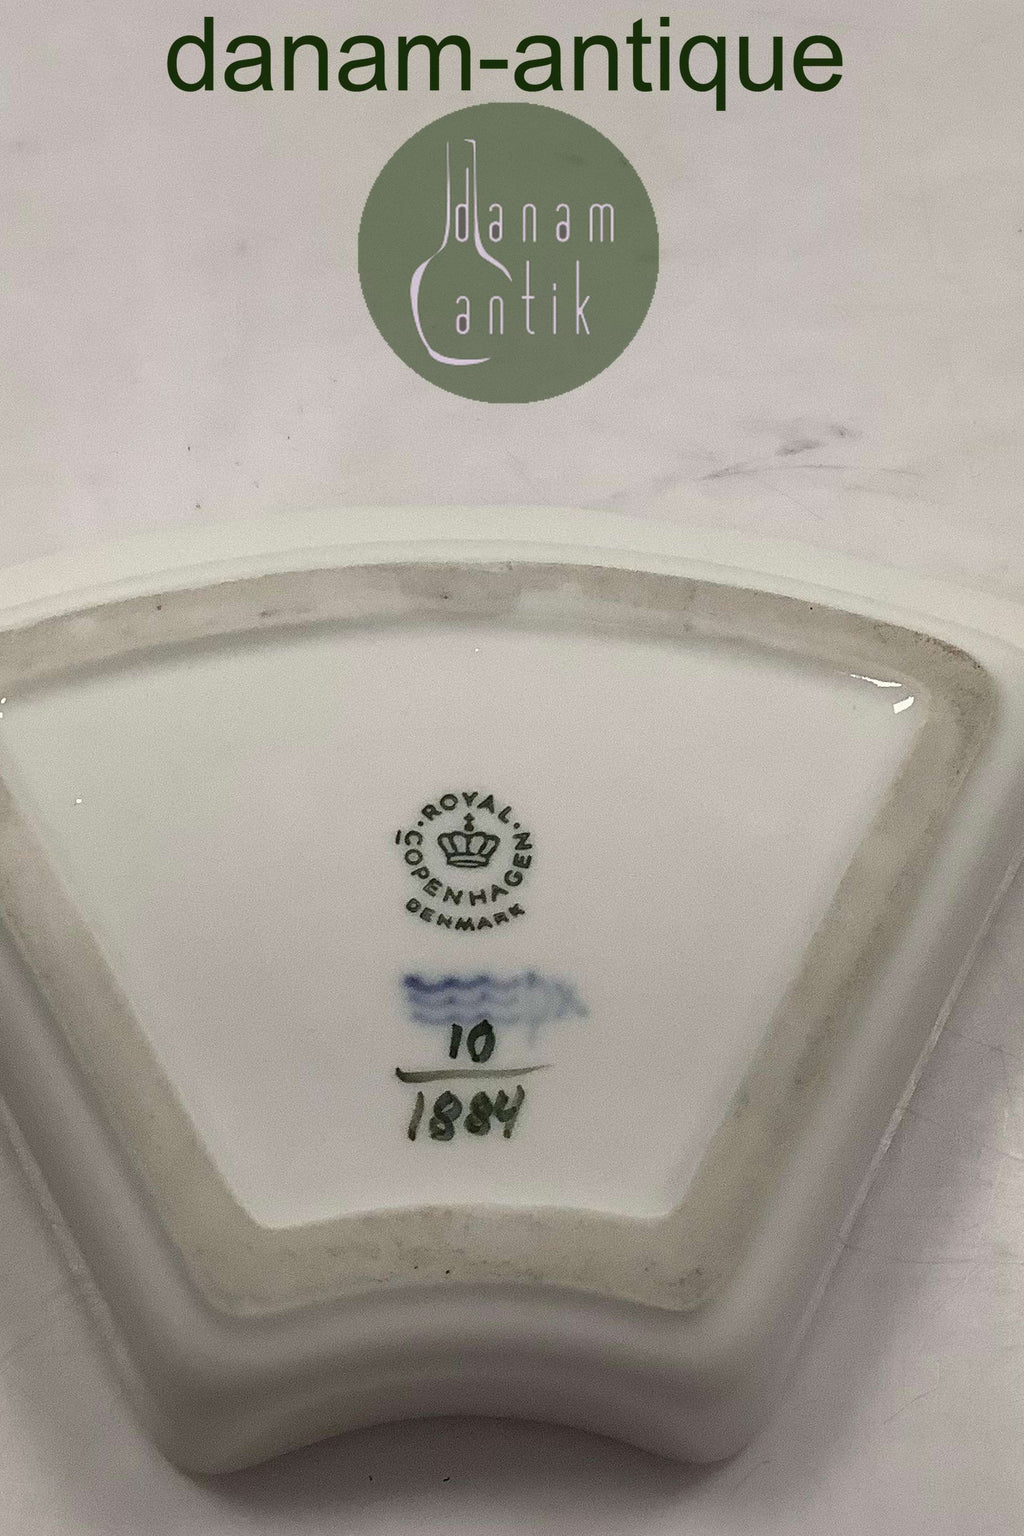 danam-antique
danam
antik
ROYAL
COPENHAGEN
DENMARK
10
1884